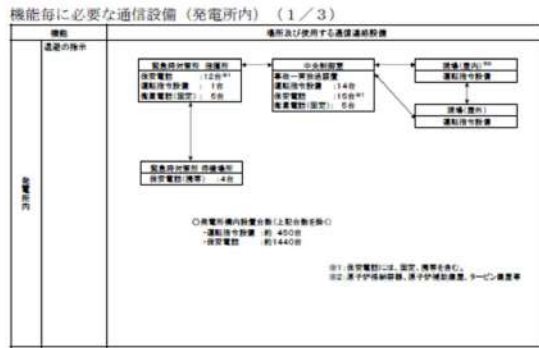 機能毎に必要な通信設備（発電所内）（１／３）
機能
場所及び使用する通信連絡設備
発電所内
退避の指示
緊急時対策所 指揮所
保安電話 :12台※1
運転指令設備 : 1台
衛星電話(固定) : 5台
中央制御室
事故一斉放送装置
運転指令設備 :14台
保安電話 :15台※1
衛星電話(固定) : 5台
現場(屋内)※2
運転指令設備
現場(屋外)
運転指令設備
緊急時対策所 待機場所
保安電話(携帯) :4台
○発電所構内設置台数(上記台数を除く)
・運転指令設備 :約 450台
・保安電話 :約1440台
※1:保安電話には、固定、携帯を含む。
※2:原子炉格納容器、原子炉補助建屋、タービン建屋等